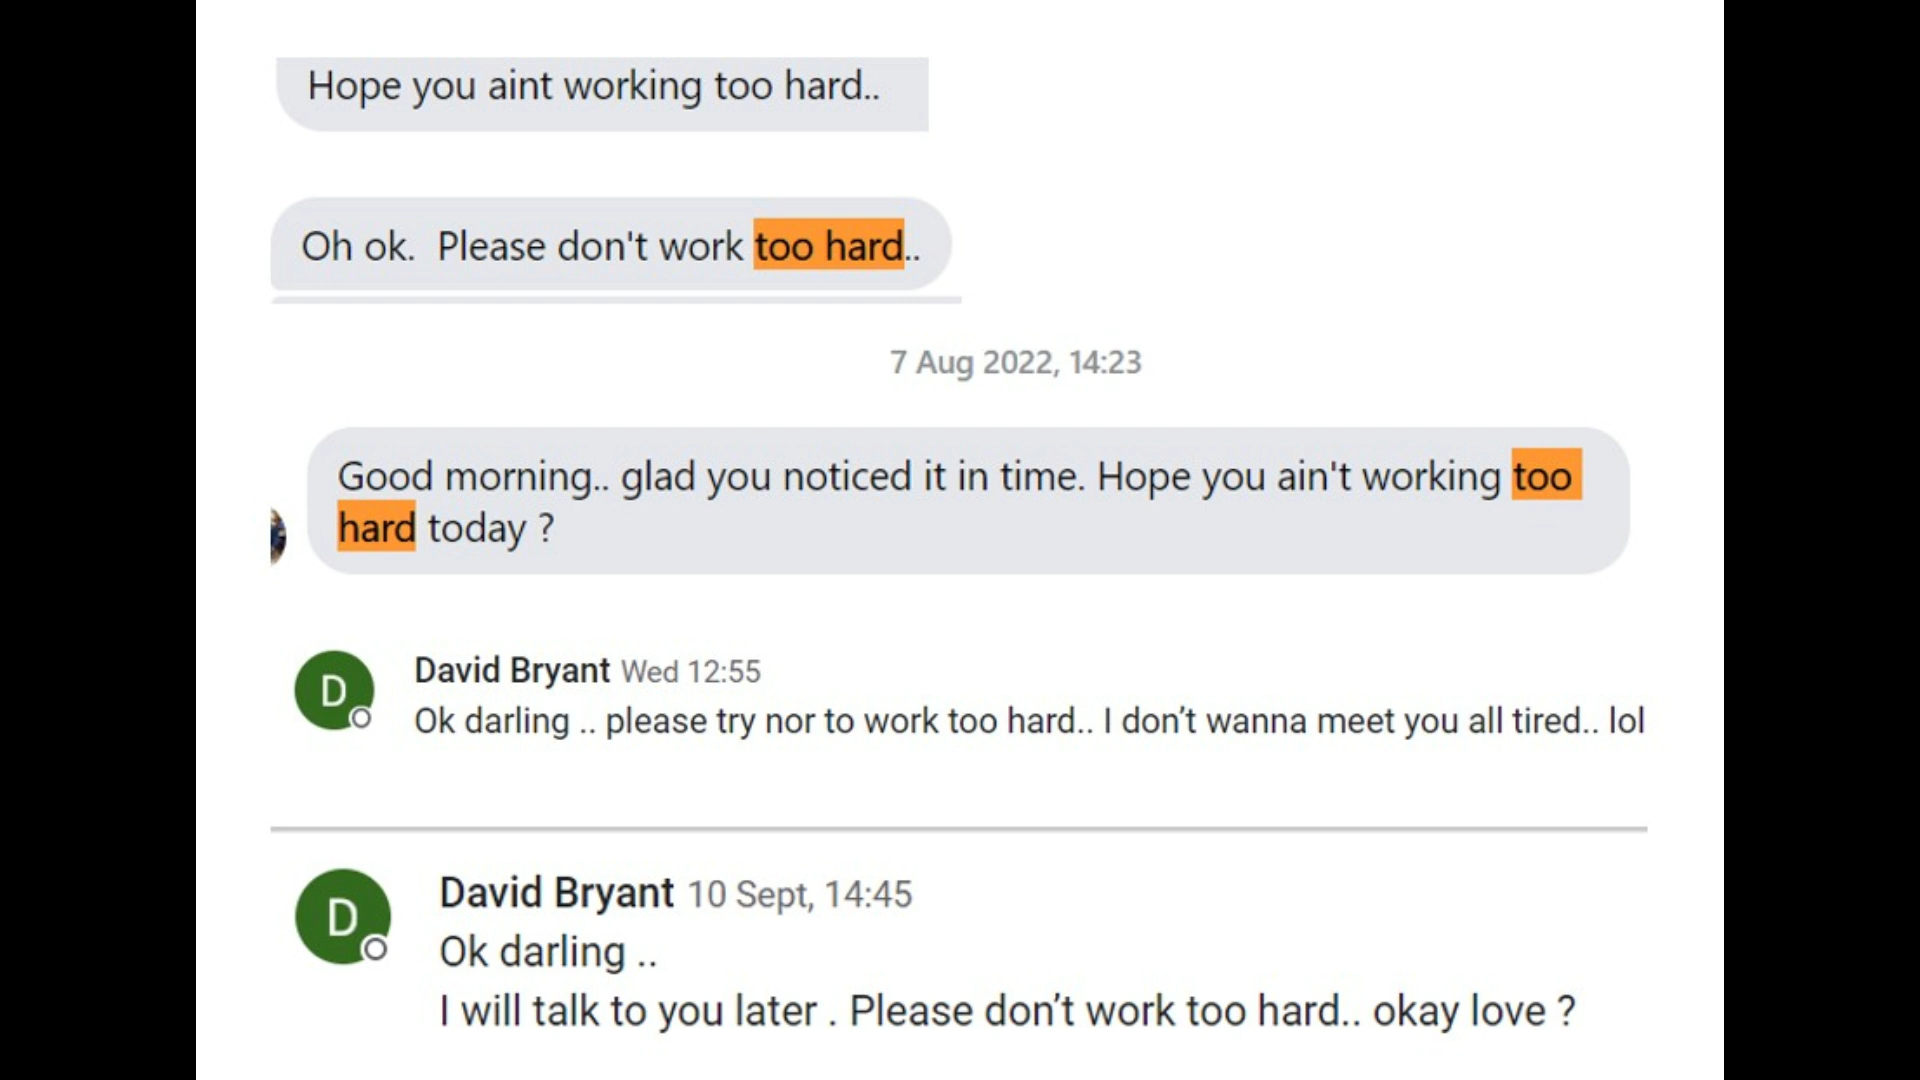 Hope you aint working too hard..
Oh ok.  Please don't work too hard..
7 Aug 2022, 14:23
Good morning.. glad you noticed it in time. Hope you ain't working too
hard today ?
D
David Bryant Wed 12:55
Ok darling .. please try nor to work too hard.. I don’t wanna meet you all tired.. lol
D
David Bryant 10 Sept, 14:45
Ok darling ..
I will talk to you later . Please don’t work too hard.. okay love ?